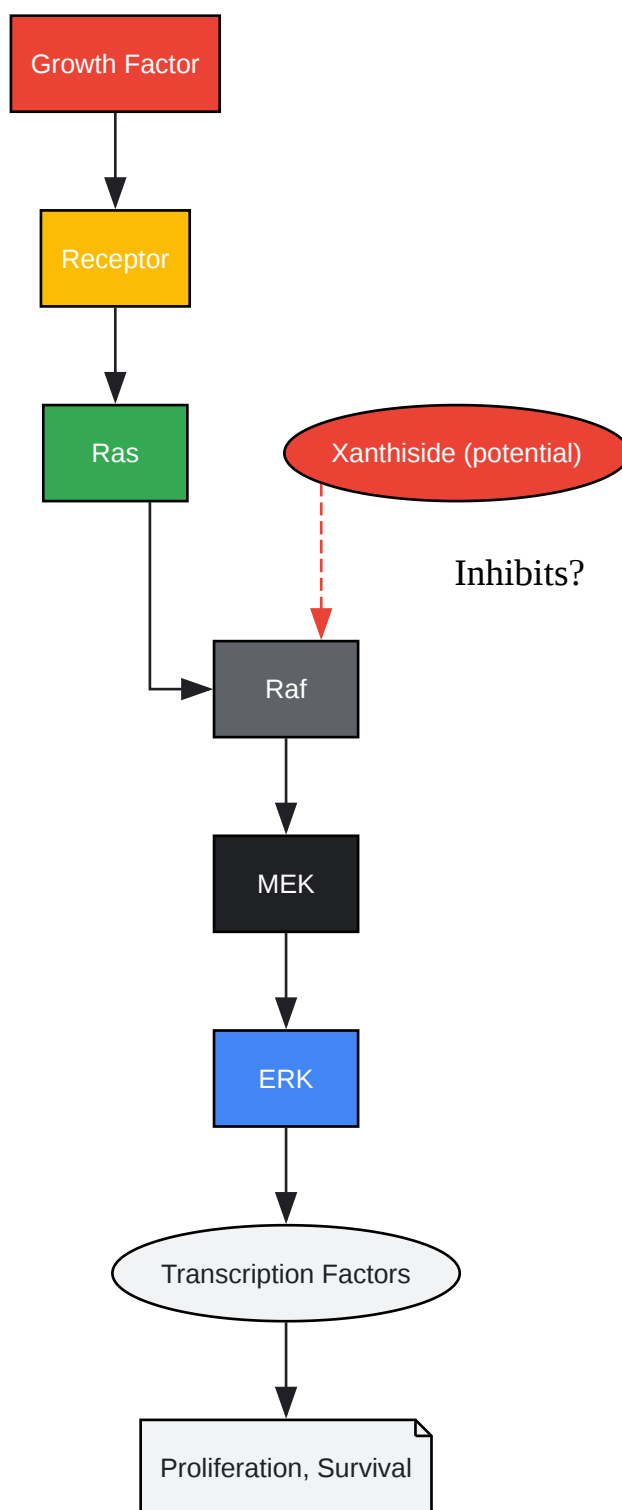 Growth Factor
Receptor
Ras
Xanthiside (potential)
Inhibits?
Raf
MEK
ERK
Transcription Factors
Proliferation, Survival